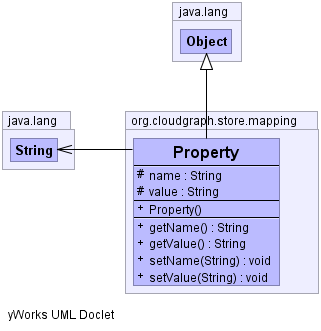 java.lang
Object
java.lang
String
org.cloudgraph.store.mapping
Property
# name : String
# value : String
+ Property()
+ getName() : String
+ getValue() : String
+ setName(String) : void
+ setValue(String) : void
yWorks UML Doclet